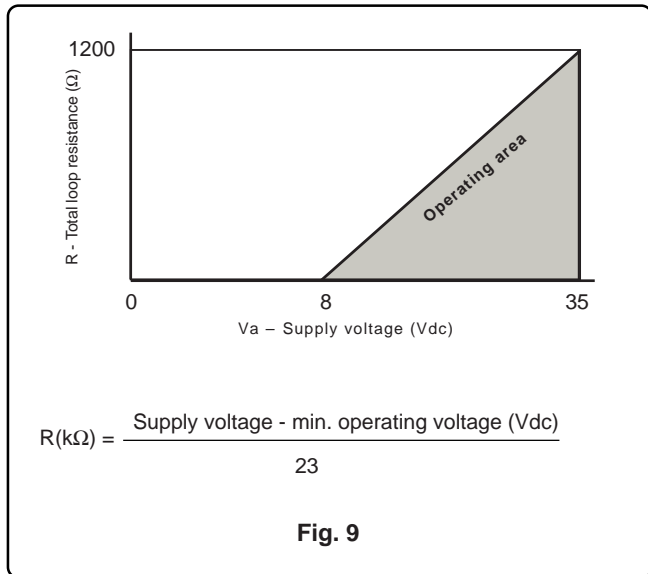 1200
R - Total loop resistance (Ω)
Operating area
0 8 35
Va – Supply voltage (Vdc)
R(kΩ) = Supply voltage - min. operating voltage (Vdc)
23
Fig. 9